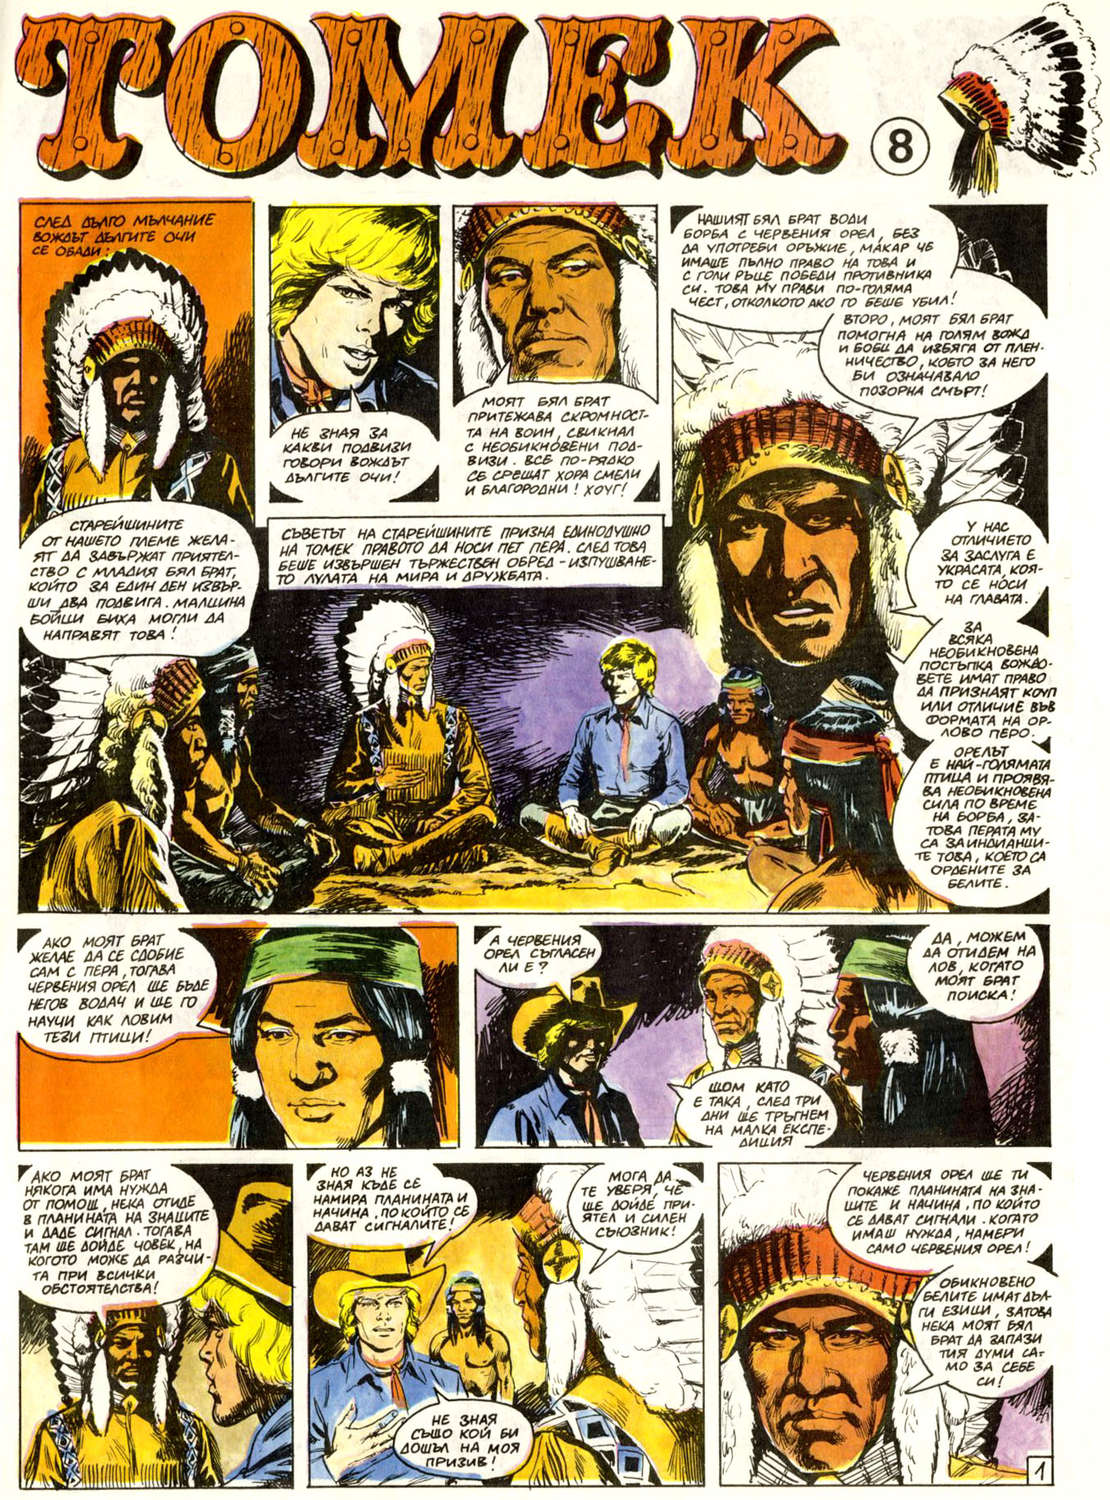 ТОМЕК
8
СЛЕД ДЪЛГО МЪЛЧАНИЕ
ВОЖДЪТ ДЪЛГИТЕ ОЧИ
СЕ ОБАДИ:
СТАРЕЙШИНИТЕ
ОТ НАШЕТО ПЛЕМЕ ЖЕЛА-
ЯТ ДА ЗАВЪРЖАТ ПРИЯТЕЛ-
СТВО С МЛАДИЯ БЯЛ БРАТ,
КОЙТО ЗА ЕДИН ДЕН ИЗВЪР-
ШИ ДВА ПОДВИГА. МАЛЦИНА
БОЙЦИ БИХА МОГЛИ ДА
НАПРАВЯТ ТОВА!
НЕ ЗНАЯ ЗА
КАКВИ ПОДВИЗИ
ГОВОРИ ВОЖДЪТ
ДЪЛГИТЕ ОЧИ!
МОЯТ БЯЛ БРАТ
ПРИТЕЖАВА СКРОМНОСТ-
ТА НА ВОИН, СВИКНАЛ
С НЕОБИКНОВЕНИ ПОД-
ВИЗИ. ВСЕ ПО-РЯДКО
СЕ СРЕЩАТ ХОРА СМЕЛИ
И БЛАГОРОДНИ! ХОУГ!
НАШИЯТ БЯЛ БРАТ ВОДИ
БОРБА С ЧЕРВЕНИЯ ОРЕЛ, БЕЗ
ДА УПОТРЕБИ ОРЪЖИЕ, МАКАР ЧЕ
ИМАШЕ ПЪЛНО ПРАВО НА ТОВА И
С ГОЛИ РЪЦЕ ПОБЕДИ ПРОТИВНИКА
СИ. ТОВА МУ ПРАВИ ПО-ГОЛЯМА
ЧЕСТ, ОТКОЛКОТО АКО ГО БЕШЕ УБИЛ!
ВТОРО, МОЯТ БЯЛ БРАТ
ПОМОГНА НА ГОЛЯМ ВОЖД
И БОБИ ДА ИЗБЯГА ОТ ПЛЕН-
НИЧЕСТВО, КОЕТО ЗА НЕГО
БИ ОЗНАЧАВАЛО
ПОЗОРНА СМЪРТ!
СЪВЕТЪТ НА СТАРЕЙШИНИТЕ ПРИЗНА ЕДИНОДУШНО
НА ТОМЕК ПРАВОТО ДА НОСИ ПЕТ ПЕРА. СЛЕД ТОВА
БЕШЕ ИЗВЪРШЕН ТЪРЖЕСТВЕН ОБРЕД - ИЗПУШВАНЕ-
ТО ЛУЛАТА НА МИРА И ДРУЖБАТА.
У НАС
ОТЛИЧИЕТО
ЗА ЗАСЛУГА Е
УКРАСАТА, КОЯ-
ТО СЕ НОСИ
НА ГЛАВАТА.
ЗА
ВСЯКА
НЕОБИКНОВЕНА
ПОСТЪПКА ВОЖДО-
ВЕТЕ ИМАТ ПРАВО
ДА ПРИЗНАЯТ КОУП
ИЛИ ОТЛИЧИЕ ВЪВ
ФОРМАТА НА ОР-
ЛОВО ПЕРО.
ОРЕЛЪТ
Е НАЙ-ГОЛЯМАТА
ПТИЦА И ПРОЯВЯ-
ВА НЕОБИКНОВЕНА
СИЛА ПО ВРЕМЕ
НА БОРБА, ЗА-
ТОВА ПЕРАТА МУ
СА ЗА ИНДИАНЦИ-
ТЕ ТОВА, КОЕТО СА
ОРДЕНИТЕ ЗА
БЕЛИТЕ.
АКО МОЯТ БРАТ
ЖЕЛАЕ ДА СЕ СДОБИЕ
САМ С ПЕРА, ТОГАВА
ЧЕРВЕНИЯ ОРЕЛ ЩЕ БЪДЕ
НЕГОВ ВОДАЧ И ЩЕ ГО
НАУЧИ КАК ЛОВИМ
ТЕЗИ ПТИЦИ!
А ЧЕРВЕНИЯ
ОРЕЛ СЪГЛАСЕН
ЛИ Е?
ДА, МОЖЕМ
ДА ОТИДЕМ НА
ЛОВ, КОГАТО
МОЯТ БРАТ
ПОИСКА!
ЩОМ КАТО
Е ТАКА, СЛЕД ТРИ
ДНИ ЩЕ ТРЪГНЕМ
НА МАЛКА ЕКСПЕ-
ДИЦИЯ
АКО МОЯТ БРАТ
НЯКОГА ИМА НУЖДА
ОТ ПОМОЩ, НЕКА ОТИДЕ
В ПЛАНИНАТА НА ЗНАЦИТЕ
И ДАДЕ СИГНАЛ. ТОГАВА
ТАМ ЩЕ ДОЙДЕ ЧОВЕК, НА
КОГОТО МОЖЕ ДА РАЗЧИ-
ТА ПРИ ВСИЧКИ
ОБСТОЯТЕЛСТВА!
НО АЗ НЕ
ЗНАЯ КЪДЕ СЕ
НАМИРА ПЛАНИНАТА И
НАЧИНА, ПО КОЙТО СЕ
ДАВАТ СИГНАЛИТЕ!
МОГА ДА
ТЕ УВЕРЯ, ЧЕ
ЩЕ ДОЙДЕ ПРИ-
ЯТЕЛ И СИЛЕН
СЪЮЗНИК!
НЕ ЗНАЯ
СЪЩО КОЙ БИ
ДОШЪЛ НА МОЯ
ПРИЗИВ!
ЧЕРВЕНИЯ ОРЕЛ ЩЕ ТИ
ПОКАЖЕ ПЛАНИНАТА НА ЗНА-
ЦИТЕ И НАЧИНА, ПО КОЙТО
СЕ ДАВАТ СИГНАЛИ. КОГАТО
ИМАШ НУЖДА, НАМЕРИ
САМО ЧЕРВЕНИЯ ОРЕЛ!
ОБИКНОВЕНО
БЕЛИТЕ ИМАТ ДЪЛ-
ГИ ЕЗИЦИ, ЗАТОВА
НЕКА МОЯТ БЯЛ
БРАТ ДА ЗАПАЗИ
ТИЯ ДУМИ СА-
МО ЗА СЕБЕ
СИ!
1